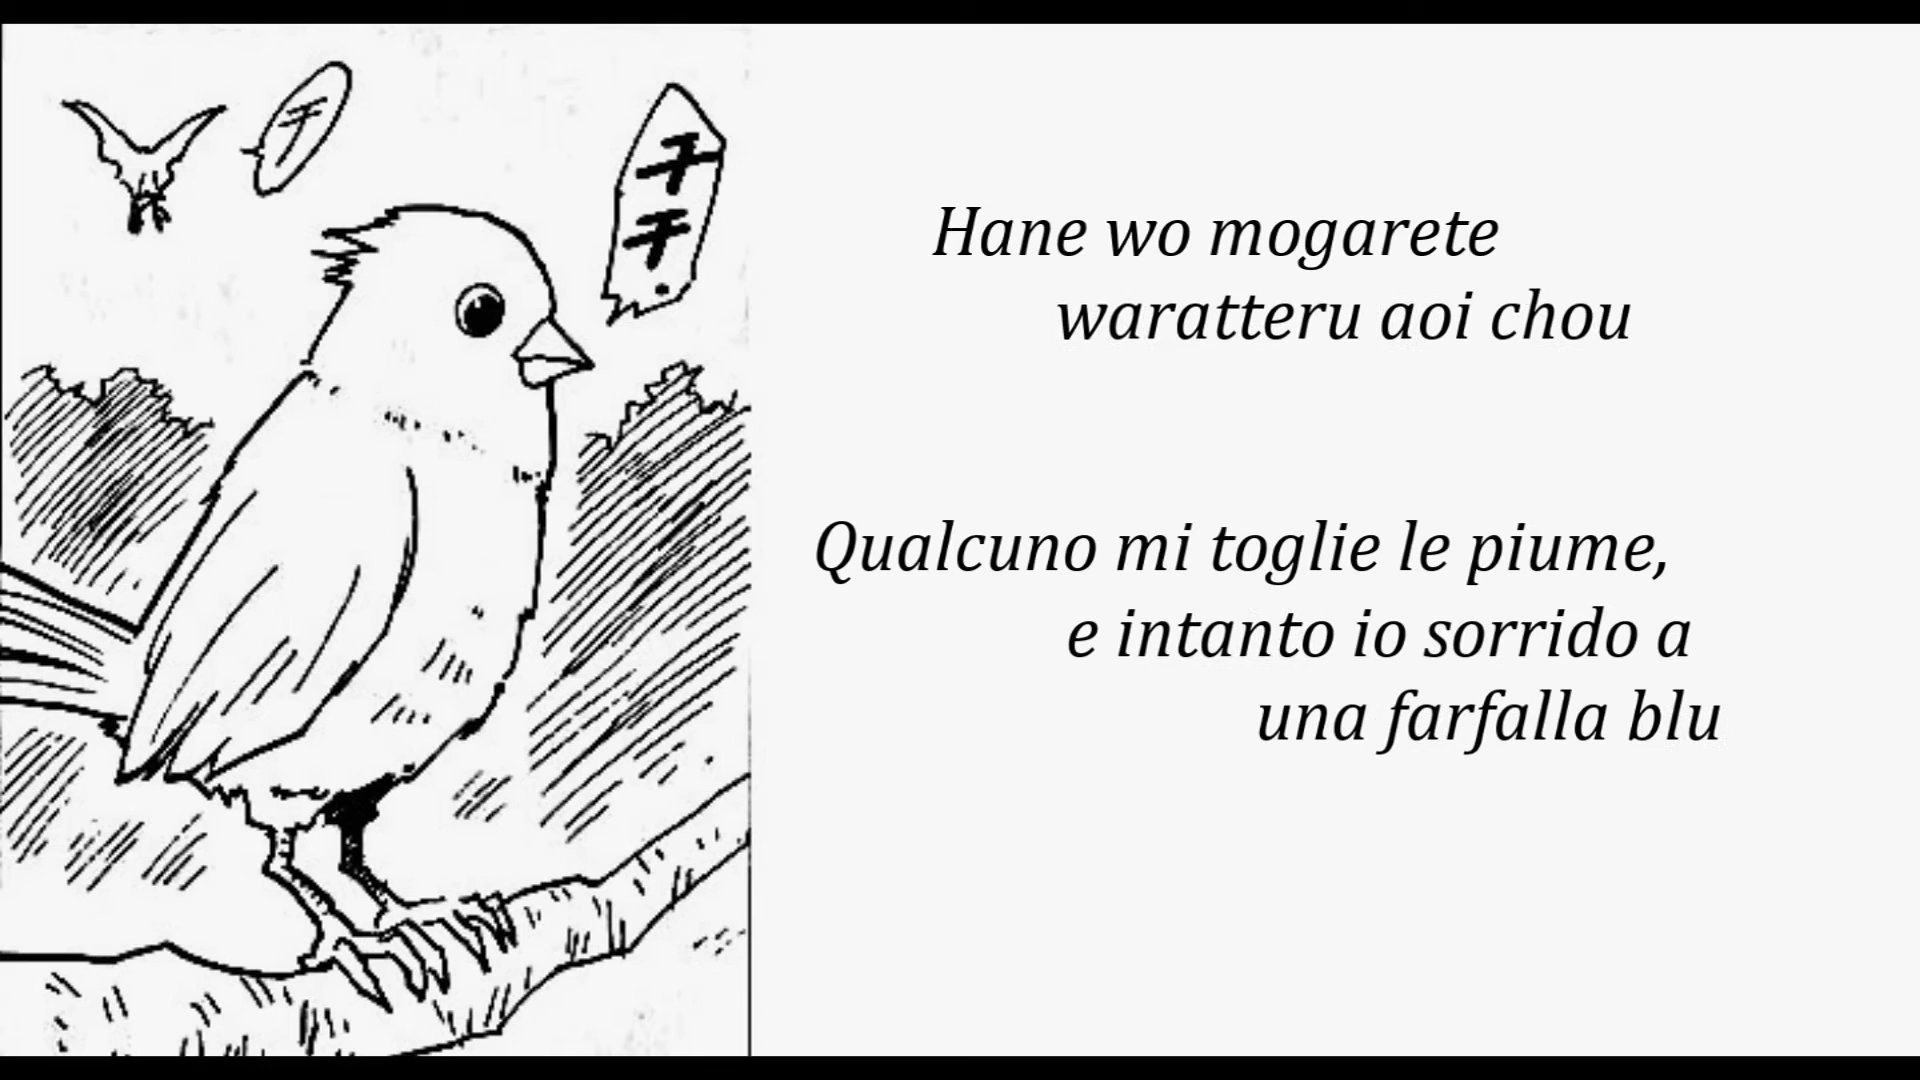 チ
チチ
Hane wo mogarete
waratteru aoi chou
Qualcuno mi toglie le piume,
e intanto io sorrido a
una farfalla blu